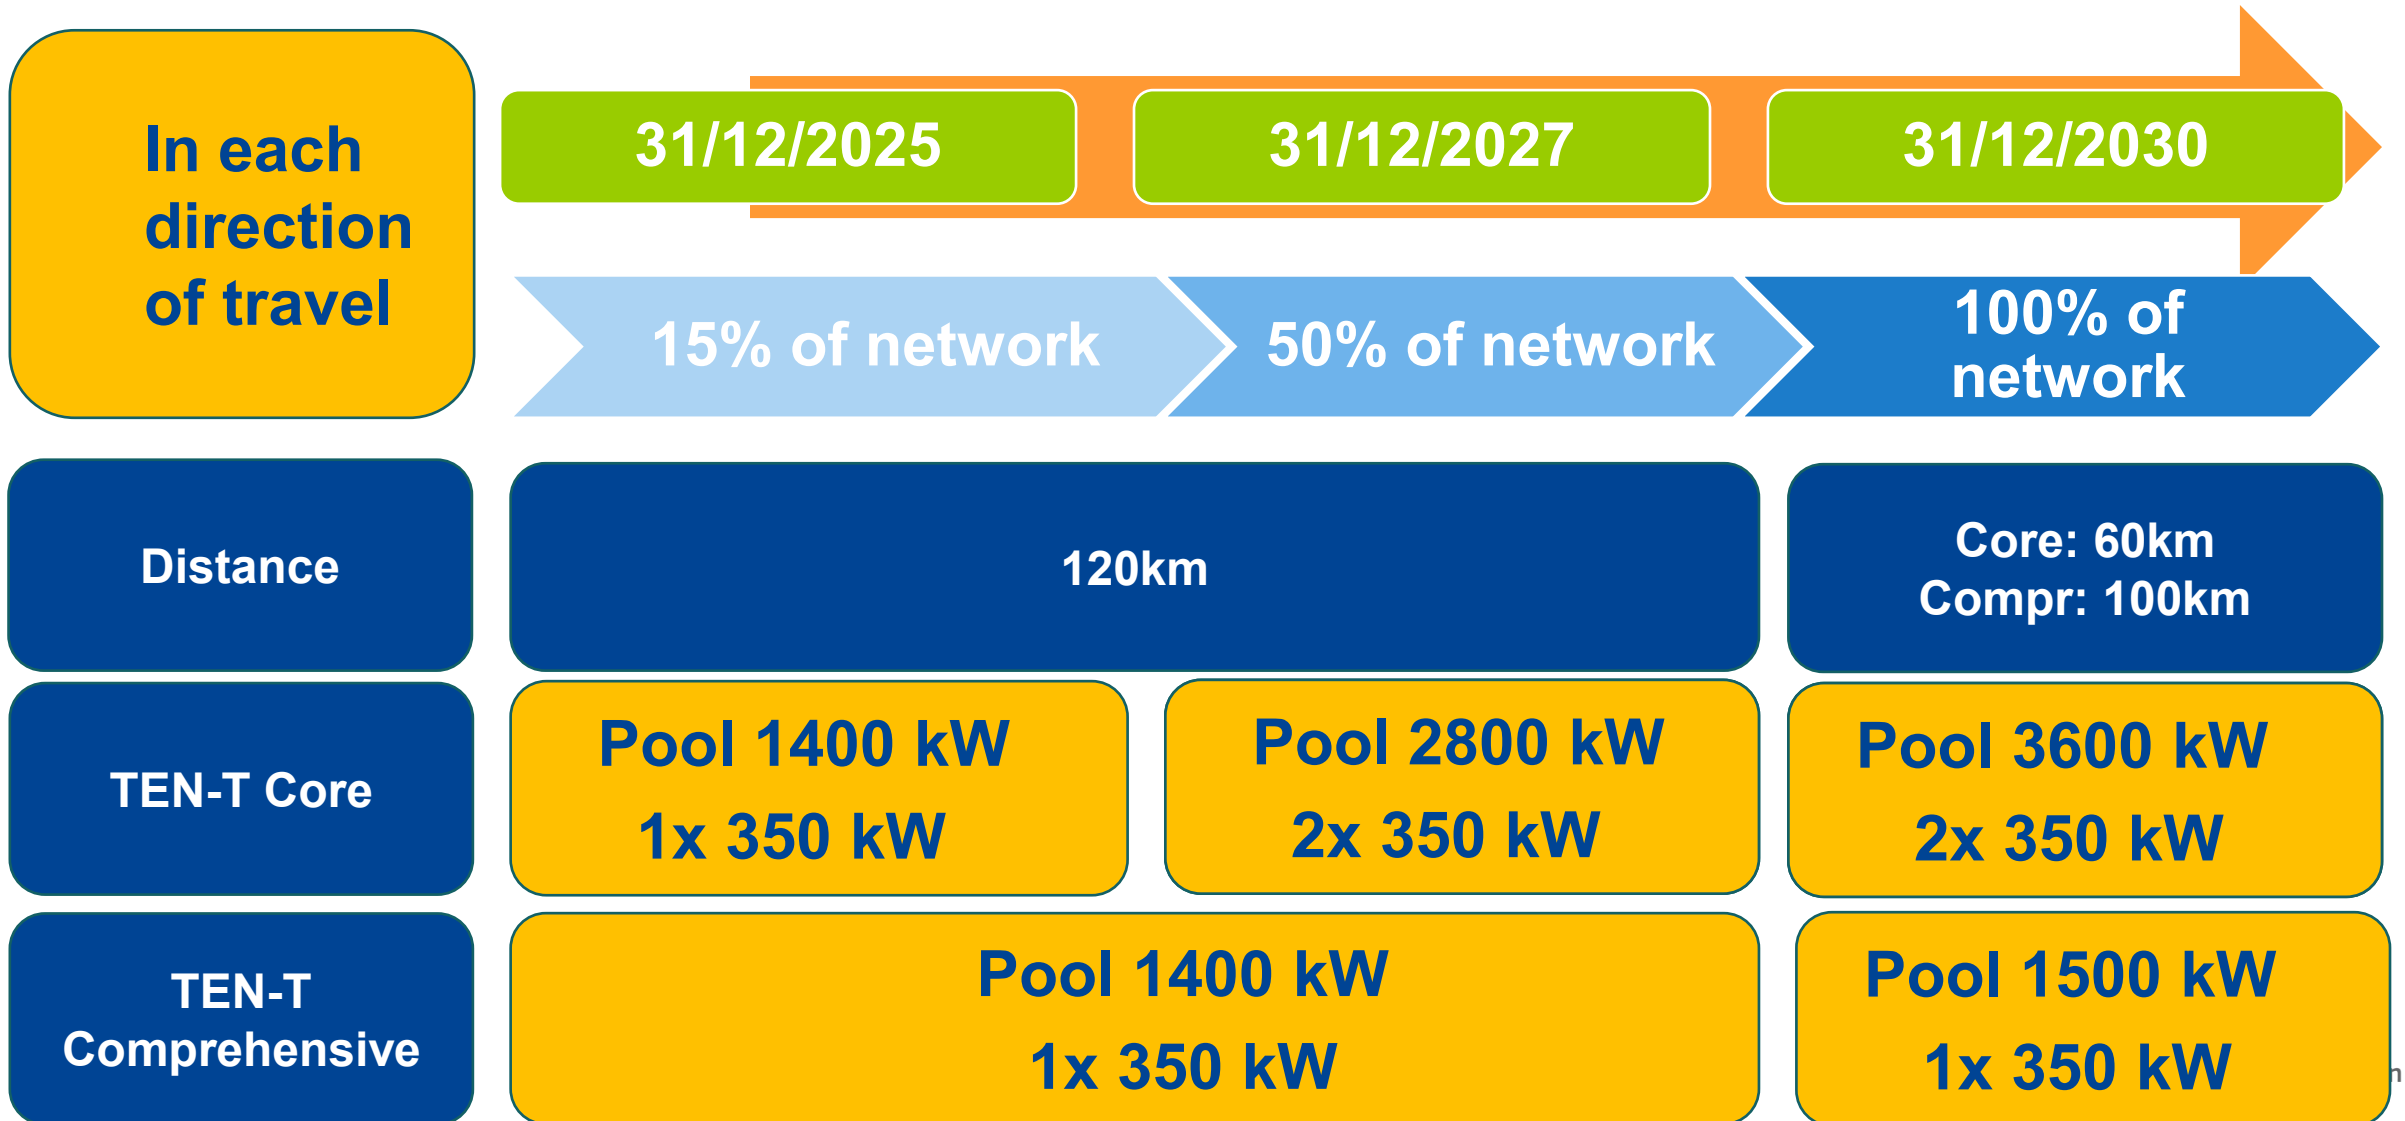 In each
direction
of travel
31/12/2025
31/12/2027
31/12/2030
15% of network
50% of network
100% of
network
Distance
120km
Core: 60km
Compr: 100km
TEN-T Core
Pool 1400 kW
1x 350 kW
Pool 2800 kW
2x 350 kW
Pool 3600 kW
2x 350 kW
TEN-T
Comprehensive
Pool 1400 kW
1x 350 kW
Pool 1500 kW
1x 350 kW